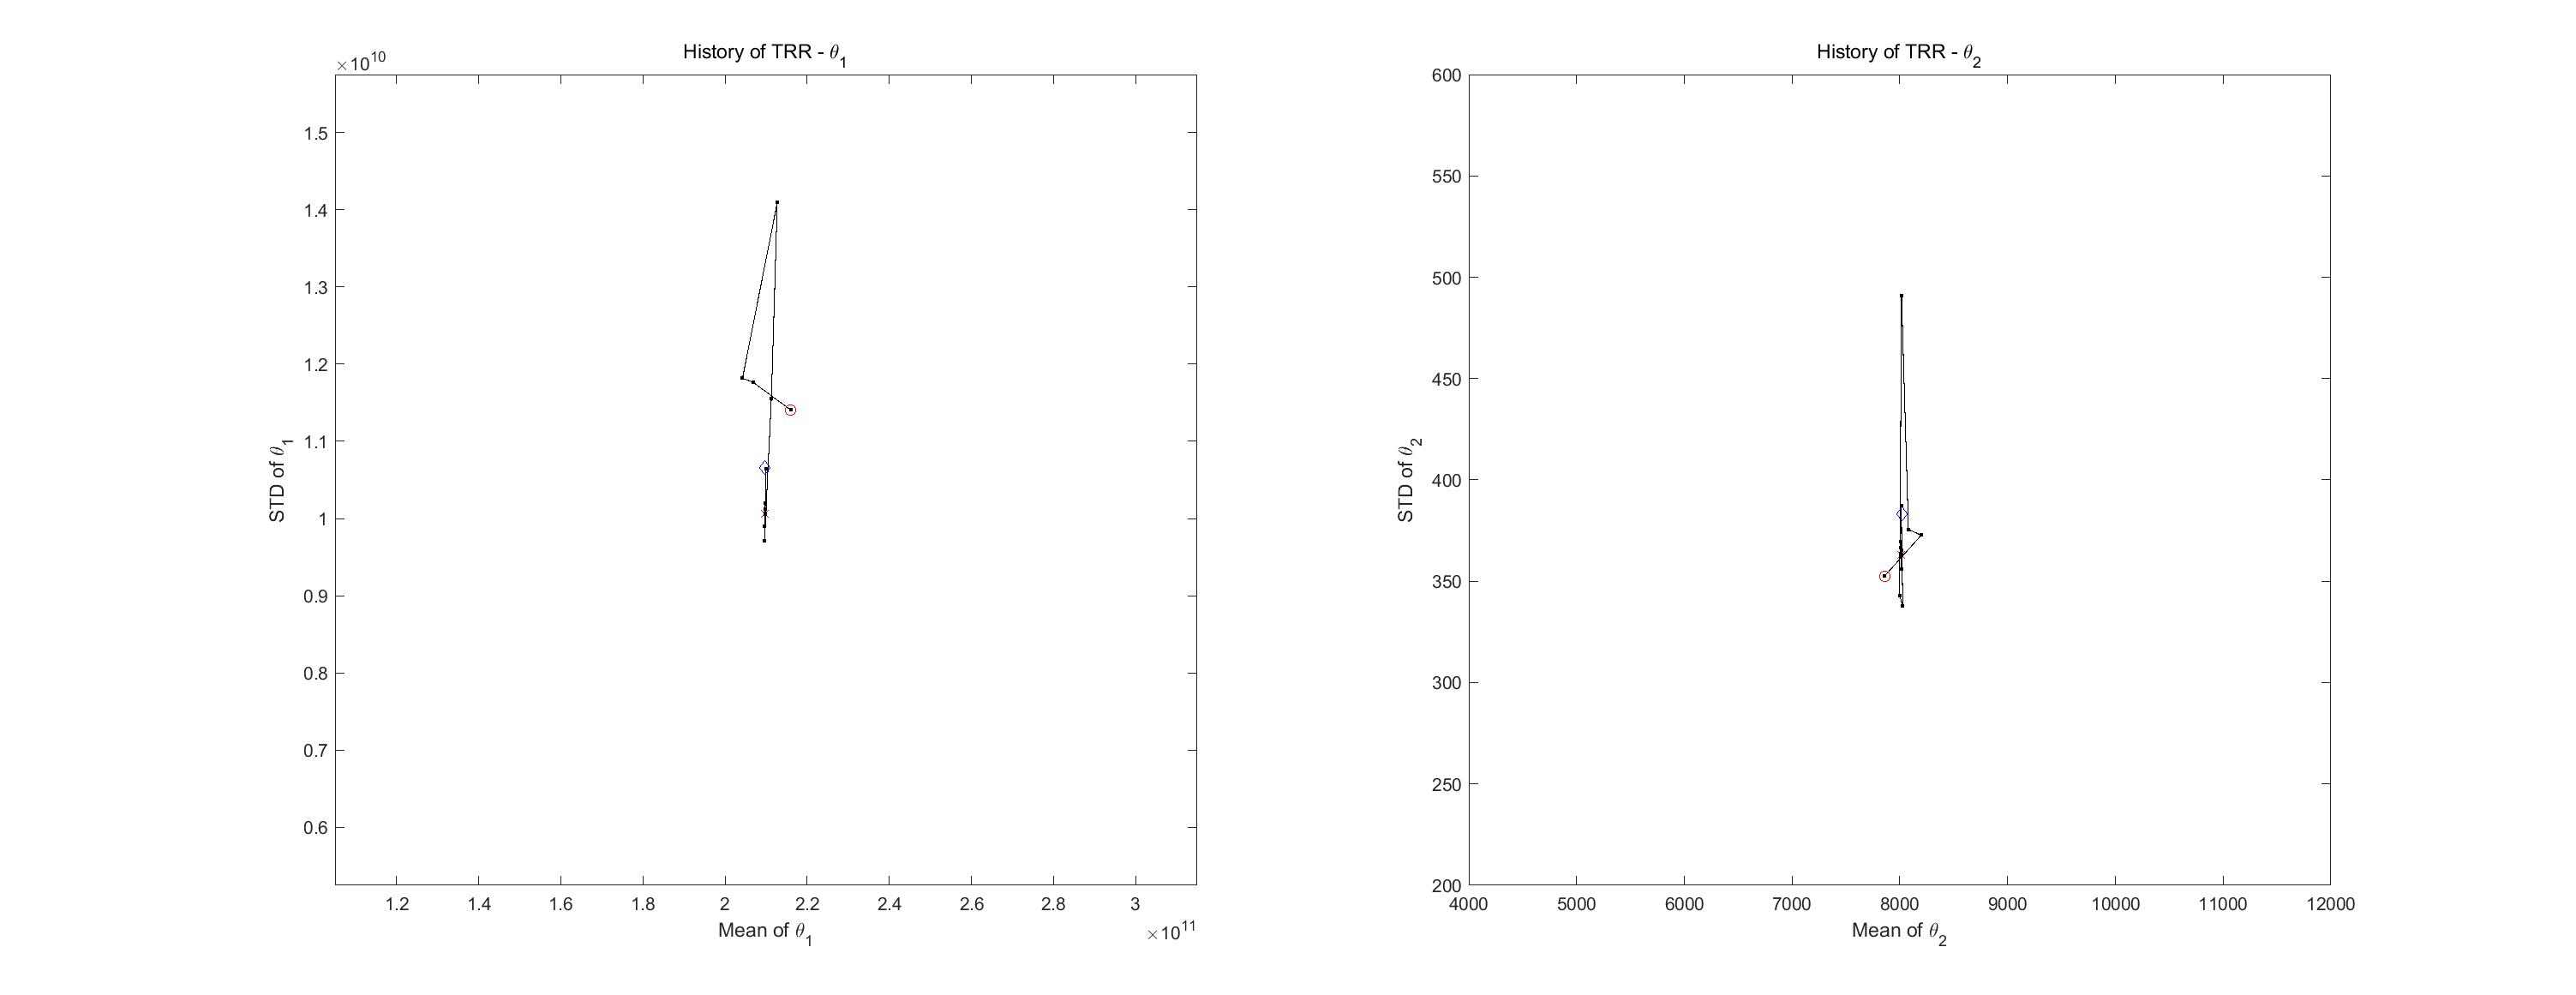 History of TRR - θ1
×10^10
1.5
1.4
1.3
1.2
1.1
1
0.9
0.8
0.7
0.6
STD of θ1
1.2 1.4 1.6 1.8 2 2.2 2.4 2.6 2.8 3
Mean of θ1
×10^11
History of TRR - θ2
600
550
500
450
400
350
300
250
200
STD of θ2
4000 5000 6000 7000 8000 9000 10000 11000 12000
Mean of θ2